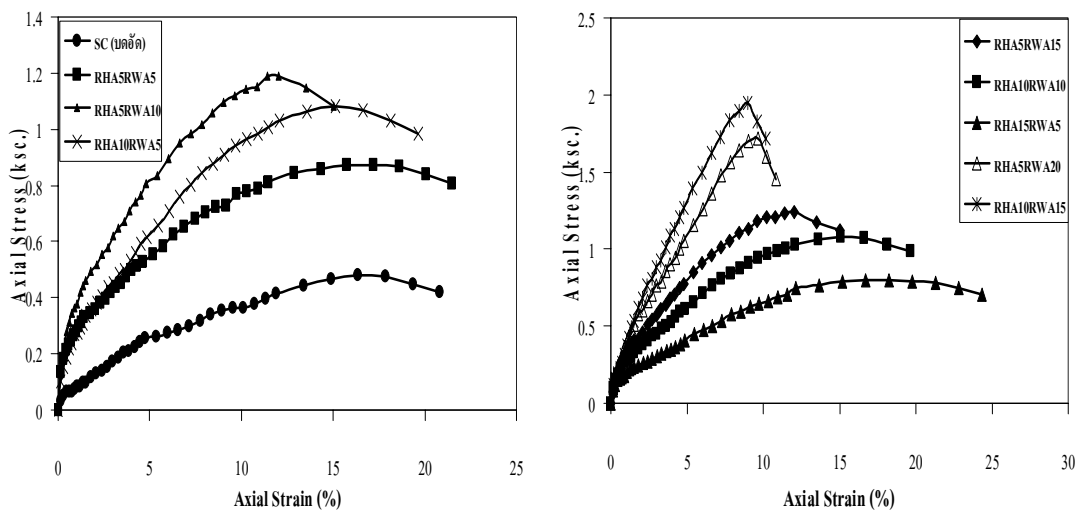 1.4
1.2
1
0.8
0.6
0.4
0.2
0
Axial Stress (ksc.)
SC (บดอัด)
RHA5RWA5
RHA5RWA10
RHA10RWA5
0 5 10 15 20 25
Axial Strain (%)
2.5
2
1.5
1
0.5
0
Axial Stress (ksc.)
RHA5RWA15
RHA10RWA10
RHA15RWA5
RHA5RWA20
RHA10RWA15
0 5 10 15 20 25 30
Axial Strain (%)